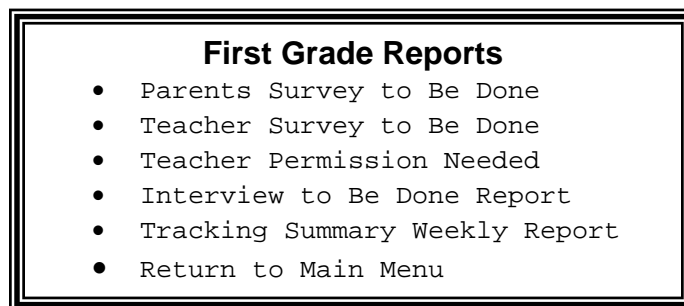 First Grade Reports
• Parents Survey to Be Done
• Teacher Survey to Be Done
• Teacher Permission Needed
• Interview to Be Done Report
• Tracking Summary Weekly Report
• Return to Main Menu